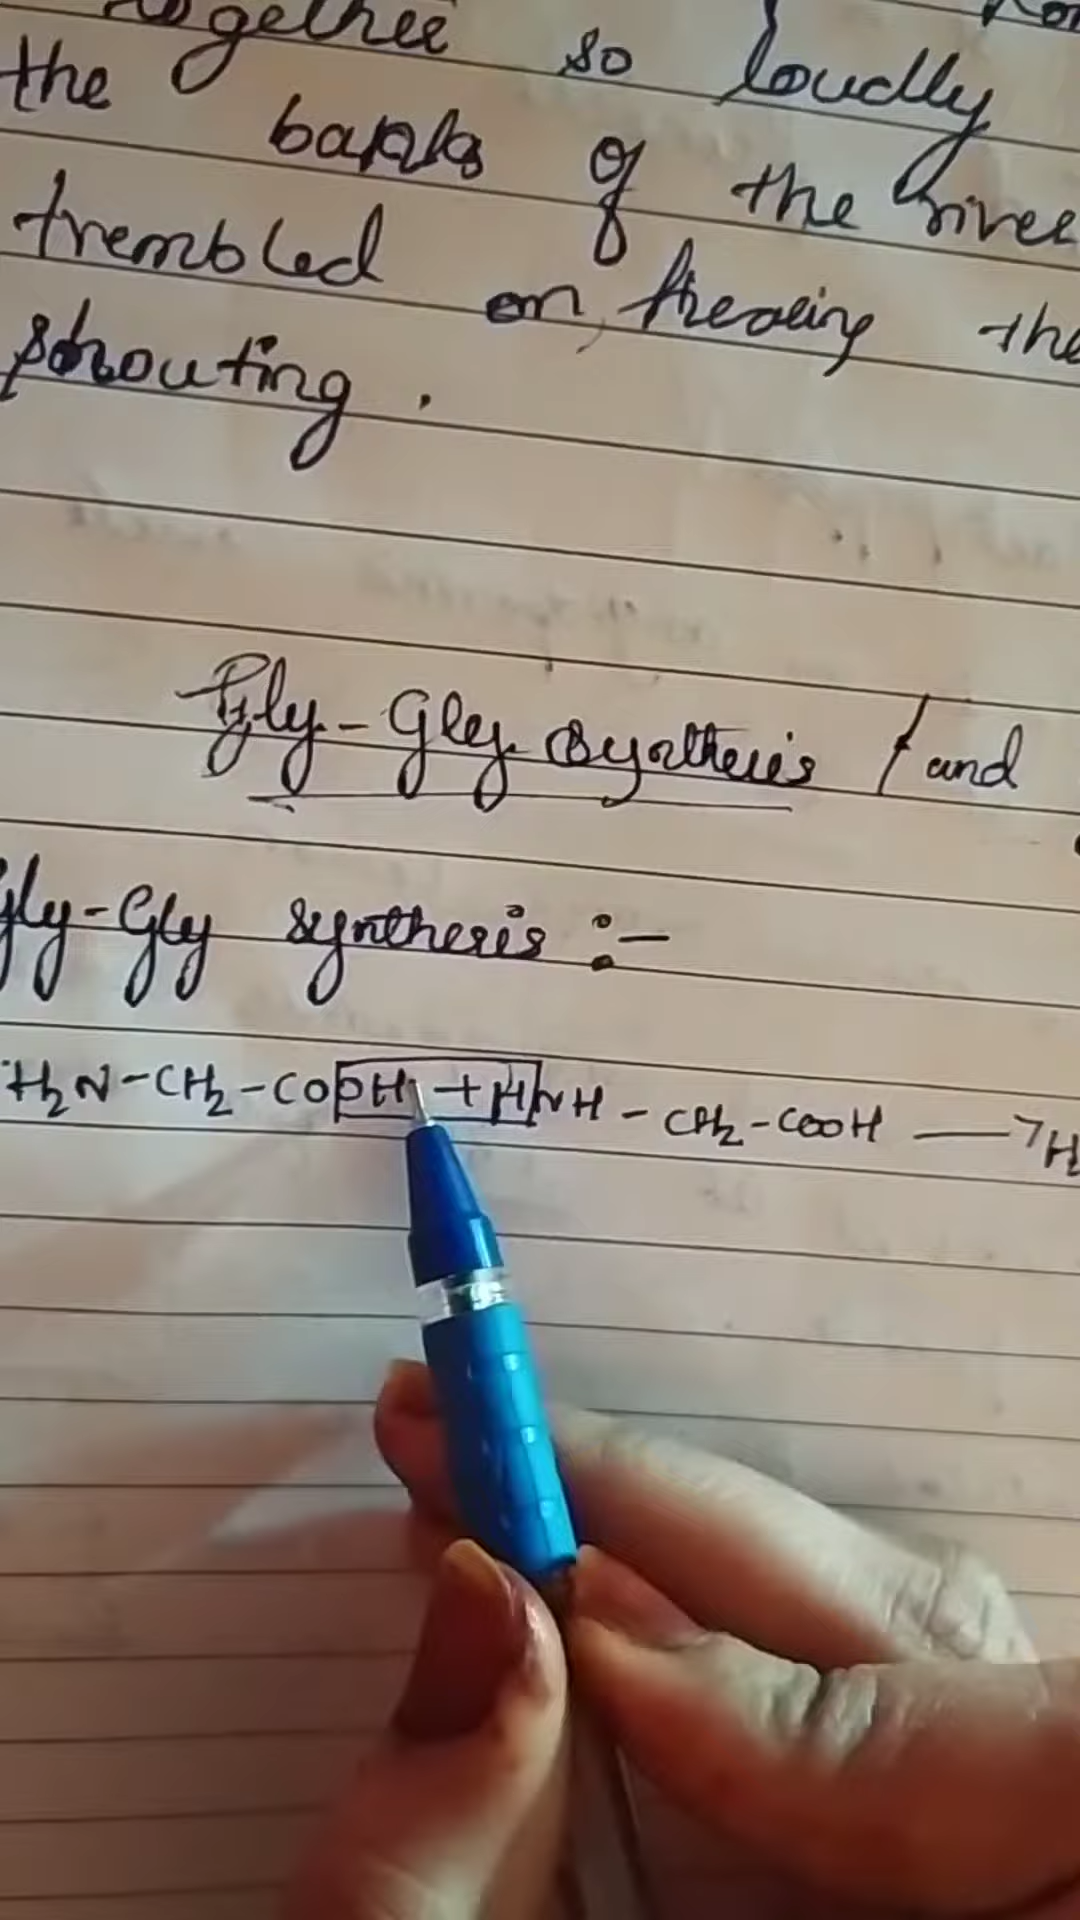 so loudly
the banks of the river
trembled on, hearing the
shouting .
Gly-Gly synthesis / and
Gly-Gly synthesis :-
H₂N-CH₂-COOH + HNH - CH₂-COOH → H